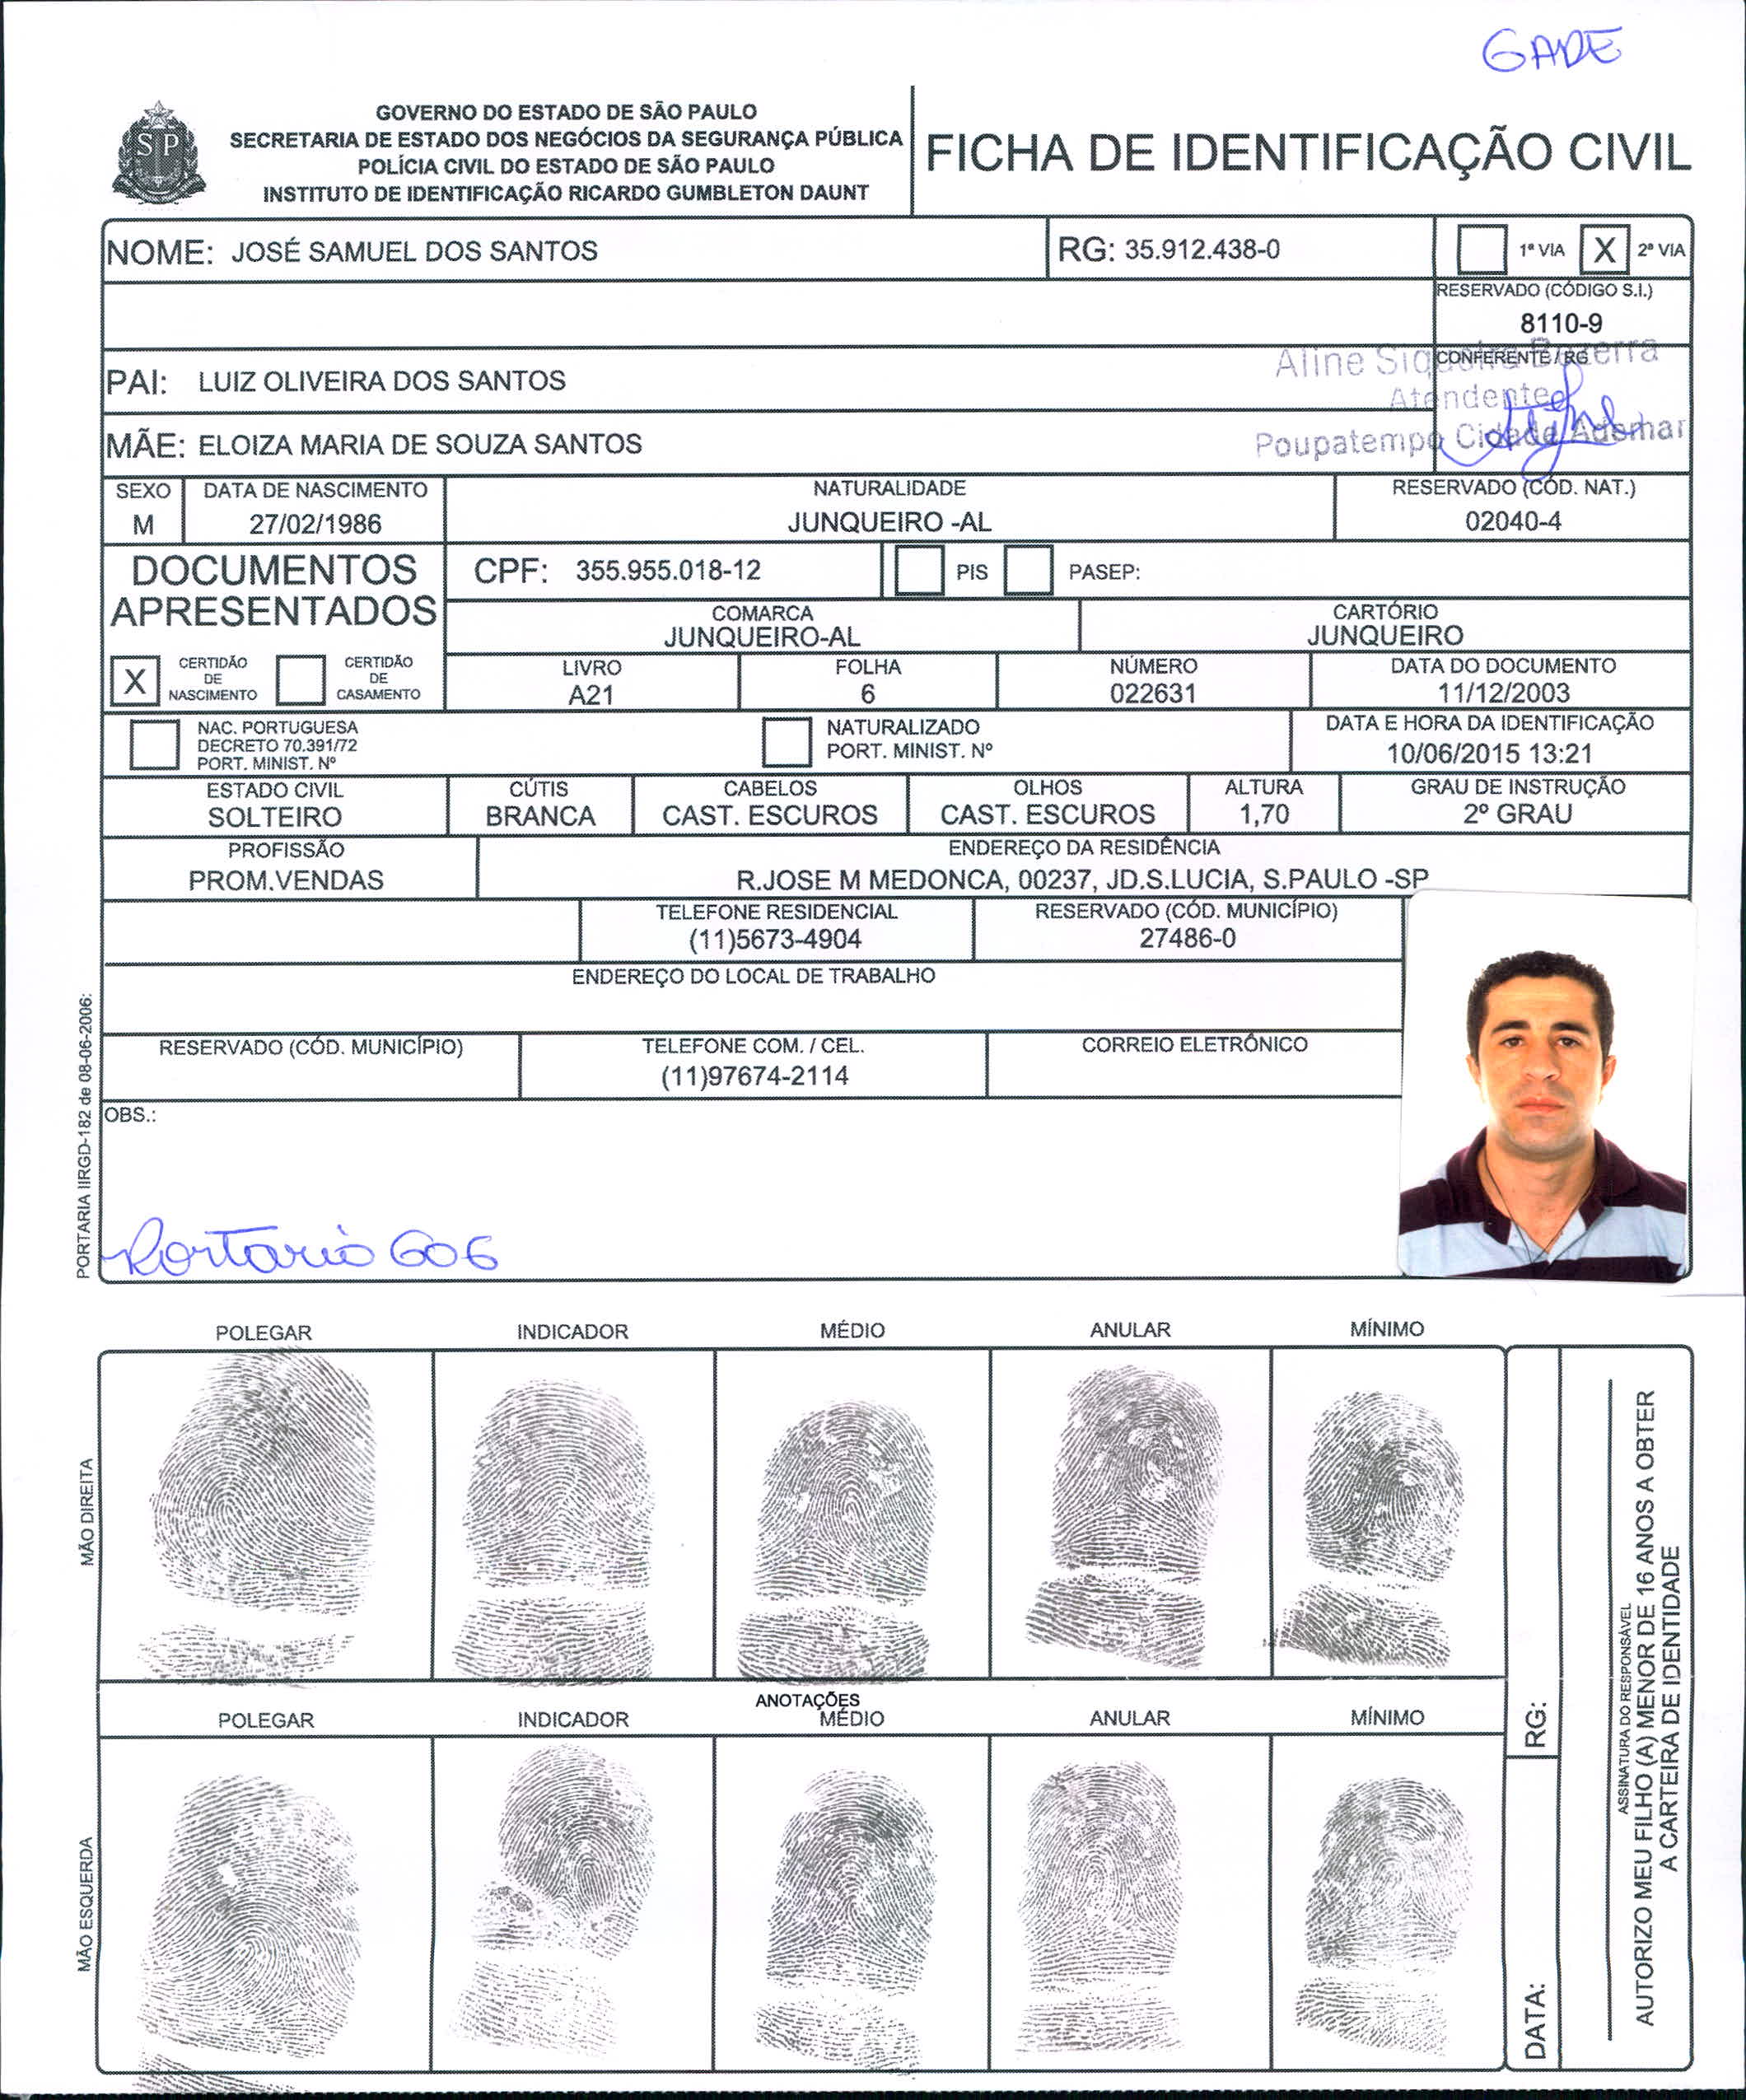 GADE
SP
GOVERNO DO ESTADO DE SÃO PAULO
SECRETARIA DE ESTADO DOS NEGÓCIOS DA SEGURANÇA PÚBLICA
POLÍCIA CIVIL DO ESTADO DE SÃO PAULO
INSTITUTO DE IDENTIFICAÇÃO RICARDO GUMBLETON DAUNT
FICHA DE IDENTIFICAÇÃO CIVIL
NOME: JOSÉ SAMUEL DOS SANTOS
RG: 35.912.438-0
1ª VIA X 2ª VIA
RESERVADO (CÓDIGO S.I.)
8110-9
PAI: LUIZ OLIVEIRA DOS SANTOS
CONFERENTE / RG
Aline Siqueira Bezerra
Atendente
Poupatempo Cidade Ademar
MÃE: ELOIZA MARIA DE SOUZA SANTOS
SEXO
M
DATA DE NASCIMENTO
27/02/1986
NATURALIDADE
JUNQUEIRO -AL
RESERVADO (CÓD. NAT.)
02040-4
DOCUMENTOS
APRESENTADOS
CPF: 355.955.018-12
PIS
PASEP:
COMARCA
JUNQUEIRO-AL
CARTÓRIO
JUNQUEIRO
X CERTIDÃO
DE
NASCIMENTO
CERTIDÃO
DE
CASAMENTO
LIVRO
A21
FOLHA
6
NÚMERO
022631
DATA DO DOCUMENTO
11/12/2003
NAC. PORTUGUESA
DECRETO 70.391/72
PORT. MINIST. Nº
NATURALIZADO
PORT. MINIST. Nº
DATA E HORA DA IDENTIFICAÇÃO
10/06/2015 13:21
ESTADO CIVIL
SOLTEIRO
CÚTIS
BRANCA
CABELOS
CAST. ESCUROS
OLHOS
CAST. ESCUROS
ALTURA
1,70
GRAU DE INSTRUÇÃO
2º GRAU
PROFISSÃO
PROM.VENDAS
ENDEREÇO DA RESIDÊNCIA
R.JOSE M MEDONCA, 00237, JD.S.LUCIA, S.PAULO -SP
TELEFONE RESIDENCIAL
(11)5673-4904
RESERVADO (CÓD. MUNICÍPIO)
27486-0
ENDEREÇO DO LOCAL DE TRABALHO
RESERVADO (CÓD. MUNICÍPIO)
TELEFONE COM. / CEL.
(11)97674-2114
CORREIO ELETRÔNICO
OBS.:
Portaria 606
PORTARIA IIRGD-182 de 08-06-2006:
POLEGAR
INDICADOR
MÉDIO
ANULAR
MÍNIMO
MÃO DIREITA
ANOTAÇÕES
POLEGAR
INDICADOR
MÉDIO
ANULAR
MÍNIMO
MÃO ESQUERDA
RG:
DATA:
ASSINATURA DO RESPONSÁVEL
AUTORIZO MEU FILHO (A) MENOR DE 16 ANOS A OBTER
A CARTEIRA DE IDENTIDADE